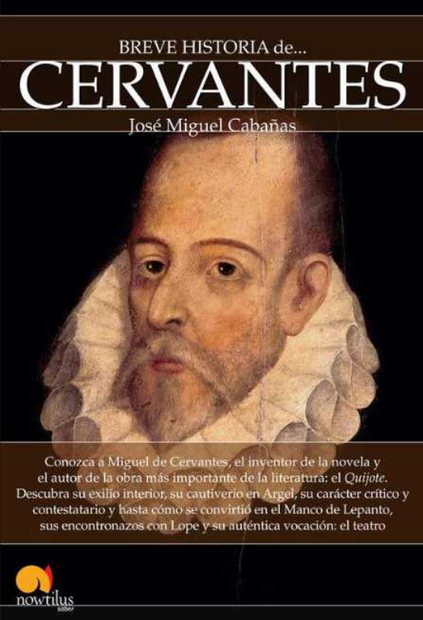 BREVE HISTORIA de...
CERVANTES
José Miguel Cabañas
Conozca a Miguel de Cervantes, el inventor de la novela y
el autor de la obra más importante de la literatura: el Quijote.
Descubra su exilio interior, su cautiverio en Argel, su carácter crítico y
contestatario y hasta cómo se convirtió en el Manco de Lepanto,
sus encontronazos con Lope y su auténtica vocación: el teatro
nowtilus
saber